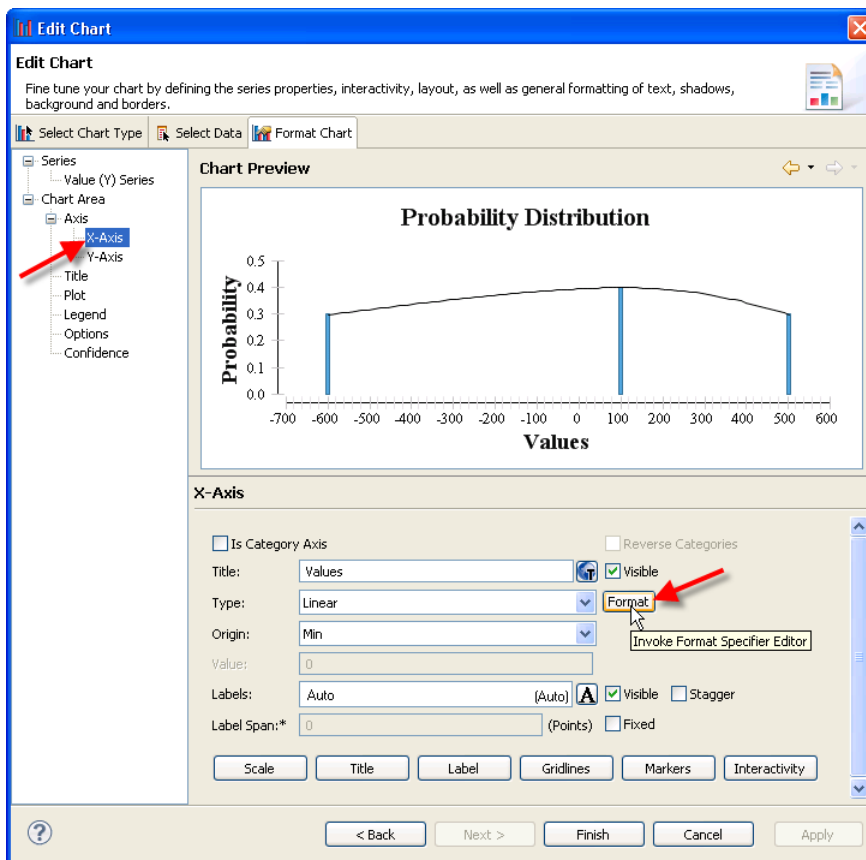 Edit Chart
Edit Chart
Fine tune your chart by defining the series properties, interactivity, layout, as well as general formatting of text, shadows,
background and borders.
Select Chart Type Select Data Format Chart
Series
Value (Y) Series
Chart Area
Axis
X-Axis
Y-Axis
Title
Plot
Legend
Options
Confidence
Chart Preview
Probability Distribution
Probability
0.5
0.4
0.3
0.2
0.1
0.0
-700 -600 -500 -400 -300 -200 -100 0 100 200 300 400 500 600
Values
X-Axis
Is Category Axis Reverse Categories
Title: Values Visible
Type: Linear Format
Origin: Min
Invoke Format Specifier Editor
Value: 0
Labels: Auto (Auto) A Visible Stagger
Label Span:* 0 (Points) Fixed
Scale Title Label Gridlines Markers Interactivity
? < Back Next > Finish Cancel Apply